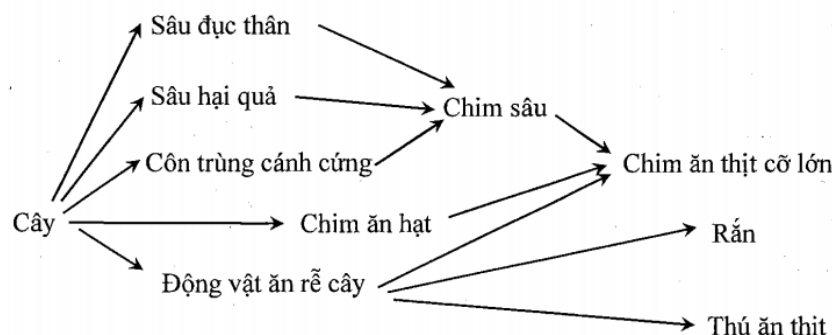 Sâu đục thân
Sâu hại quả
Chim sâu
Côn trùng cánh cứng
Chim ăn thịt cỡ lớn
Cây
Chim ăn hạt
Rắn
Động vật ăn rễ cây
Thú ăn thịt